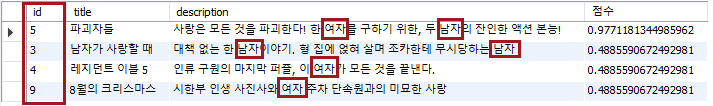 id title description 점수
5 파괴자들 사랑은 모든 것을 파괴한다! 한 여자를 구하기 위한, 두 남자의 잔인한 액션 본능! 0.9771181344985962
3 남자가 사랑할 때 대책 없는 한 남자이야기. 형 집에 얹혀 살며 조카한테 무시당하는 남자 0.4885590672492981
4 레지던트 이블 5 인류 구원의 마지막 퍼즐, 이 여자가 모든 것을 끝낸다. 0.4885590672492981
9 8월의 크리스마스 시한부 인생 사진사와 여자 주차 단속원과의 미묘한 사랑 0.4885590672492981